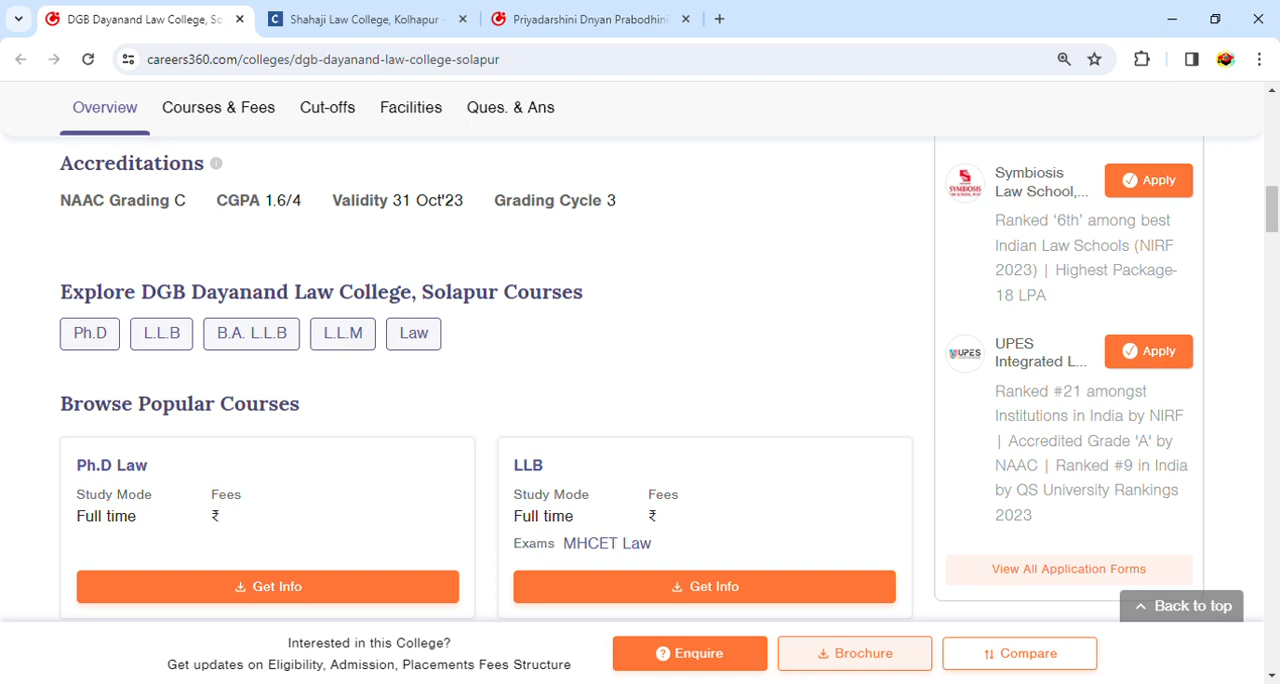 DGB Dayanand Law College, So
Shahaji Law College, Kolhapur -
Priyadarshini Dnyan Prabodhini
careers360.com/colleges/dgb-dayanand-law-college-solapur
Overview Courses & Fees Cut-offs Facilities Ques. & Ans
Accreditations
NAAC Grading C CGPA 1.6/4 Validity 31 Oct'23 Grading Cycle 3
Explore DGB Dayanand Law College, Solapur Courses
Ph.D L.L.B B.A. L.L.B L.L.M Law
Browse Popular Courses
Ph.D Law
Study Mode Fees
Full time ₹
Get Info
LLB
Study Mode Fees
Full time ₹
Exams MHCET Law
Get Info
SYMBIOSIS
Symbiosis
Law School,...
Apply
Ranked ‘6th’ among best
Indian Law Schools (NIRF
2023) | Highest Package-
18 LPA
UPES
UPES
Integrated L...
Apply
Ranked #21 amongst
Institutions in India by NIRF
| Accredited Grade 'A' by
NAAC | Ranked #9 in India
by QS University Rankings
2023
View All Application Forms
Back to top
Interested in this College?
Get updates on Eligibility, Admission, Placements Fees Structure
Enquire Brochure Compare